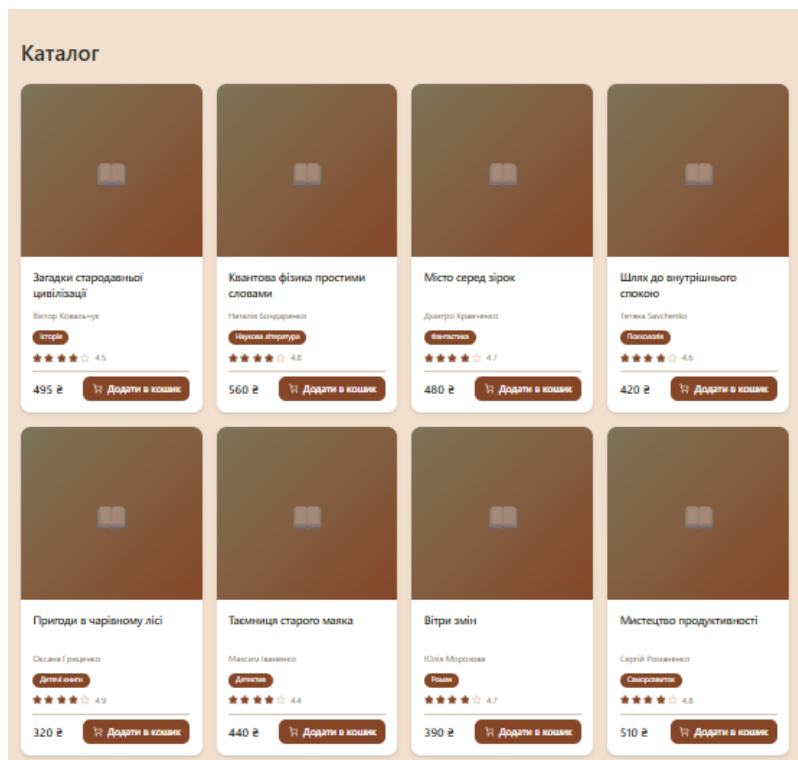 Каталог
Загадки стародавньої
цивілізації
Віктор Ковальчук
Історія
4.5
495 ₴
Додати в кошик
Квантова фізика простими
словами
Наталія Бондаренко
Наукова література
4.8
560 ₴
Додати в кошик
Місто серед зірок
Дмитро Кравченко
Фантастика
4.7
480 ₴
Додати в кошик
Шлях до внутрішнього
спокою
Тетяна Savchenko
Психологія
4.6
420 ₴
Додати в кошик
Пригоди в чарівному лісі
Оксана Гриценко
Дитячі книги
4.9
320 ₴
Додати в кошик
Таємниця старого маяка
Максим Іваненко
Детектив
4.4
440 ₴
Додати в кошик
Вітри змін
Юлія Морозова
Роман
4.7
390 ₴
Додати в кошик
Мистецтво продуктивності
Сергій Романенко
Саморозвиток
4.8
510 ₴
Додати в кошик